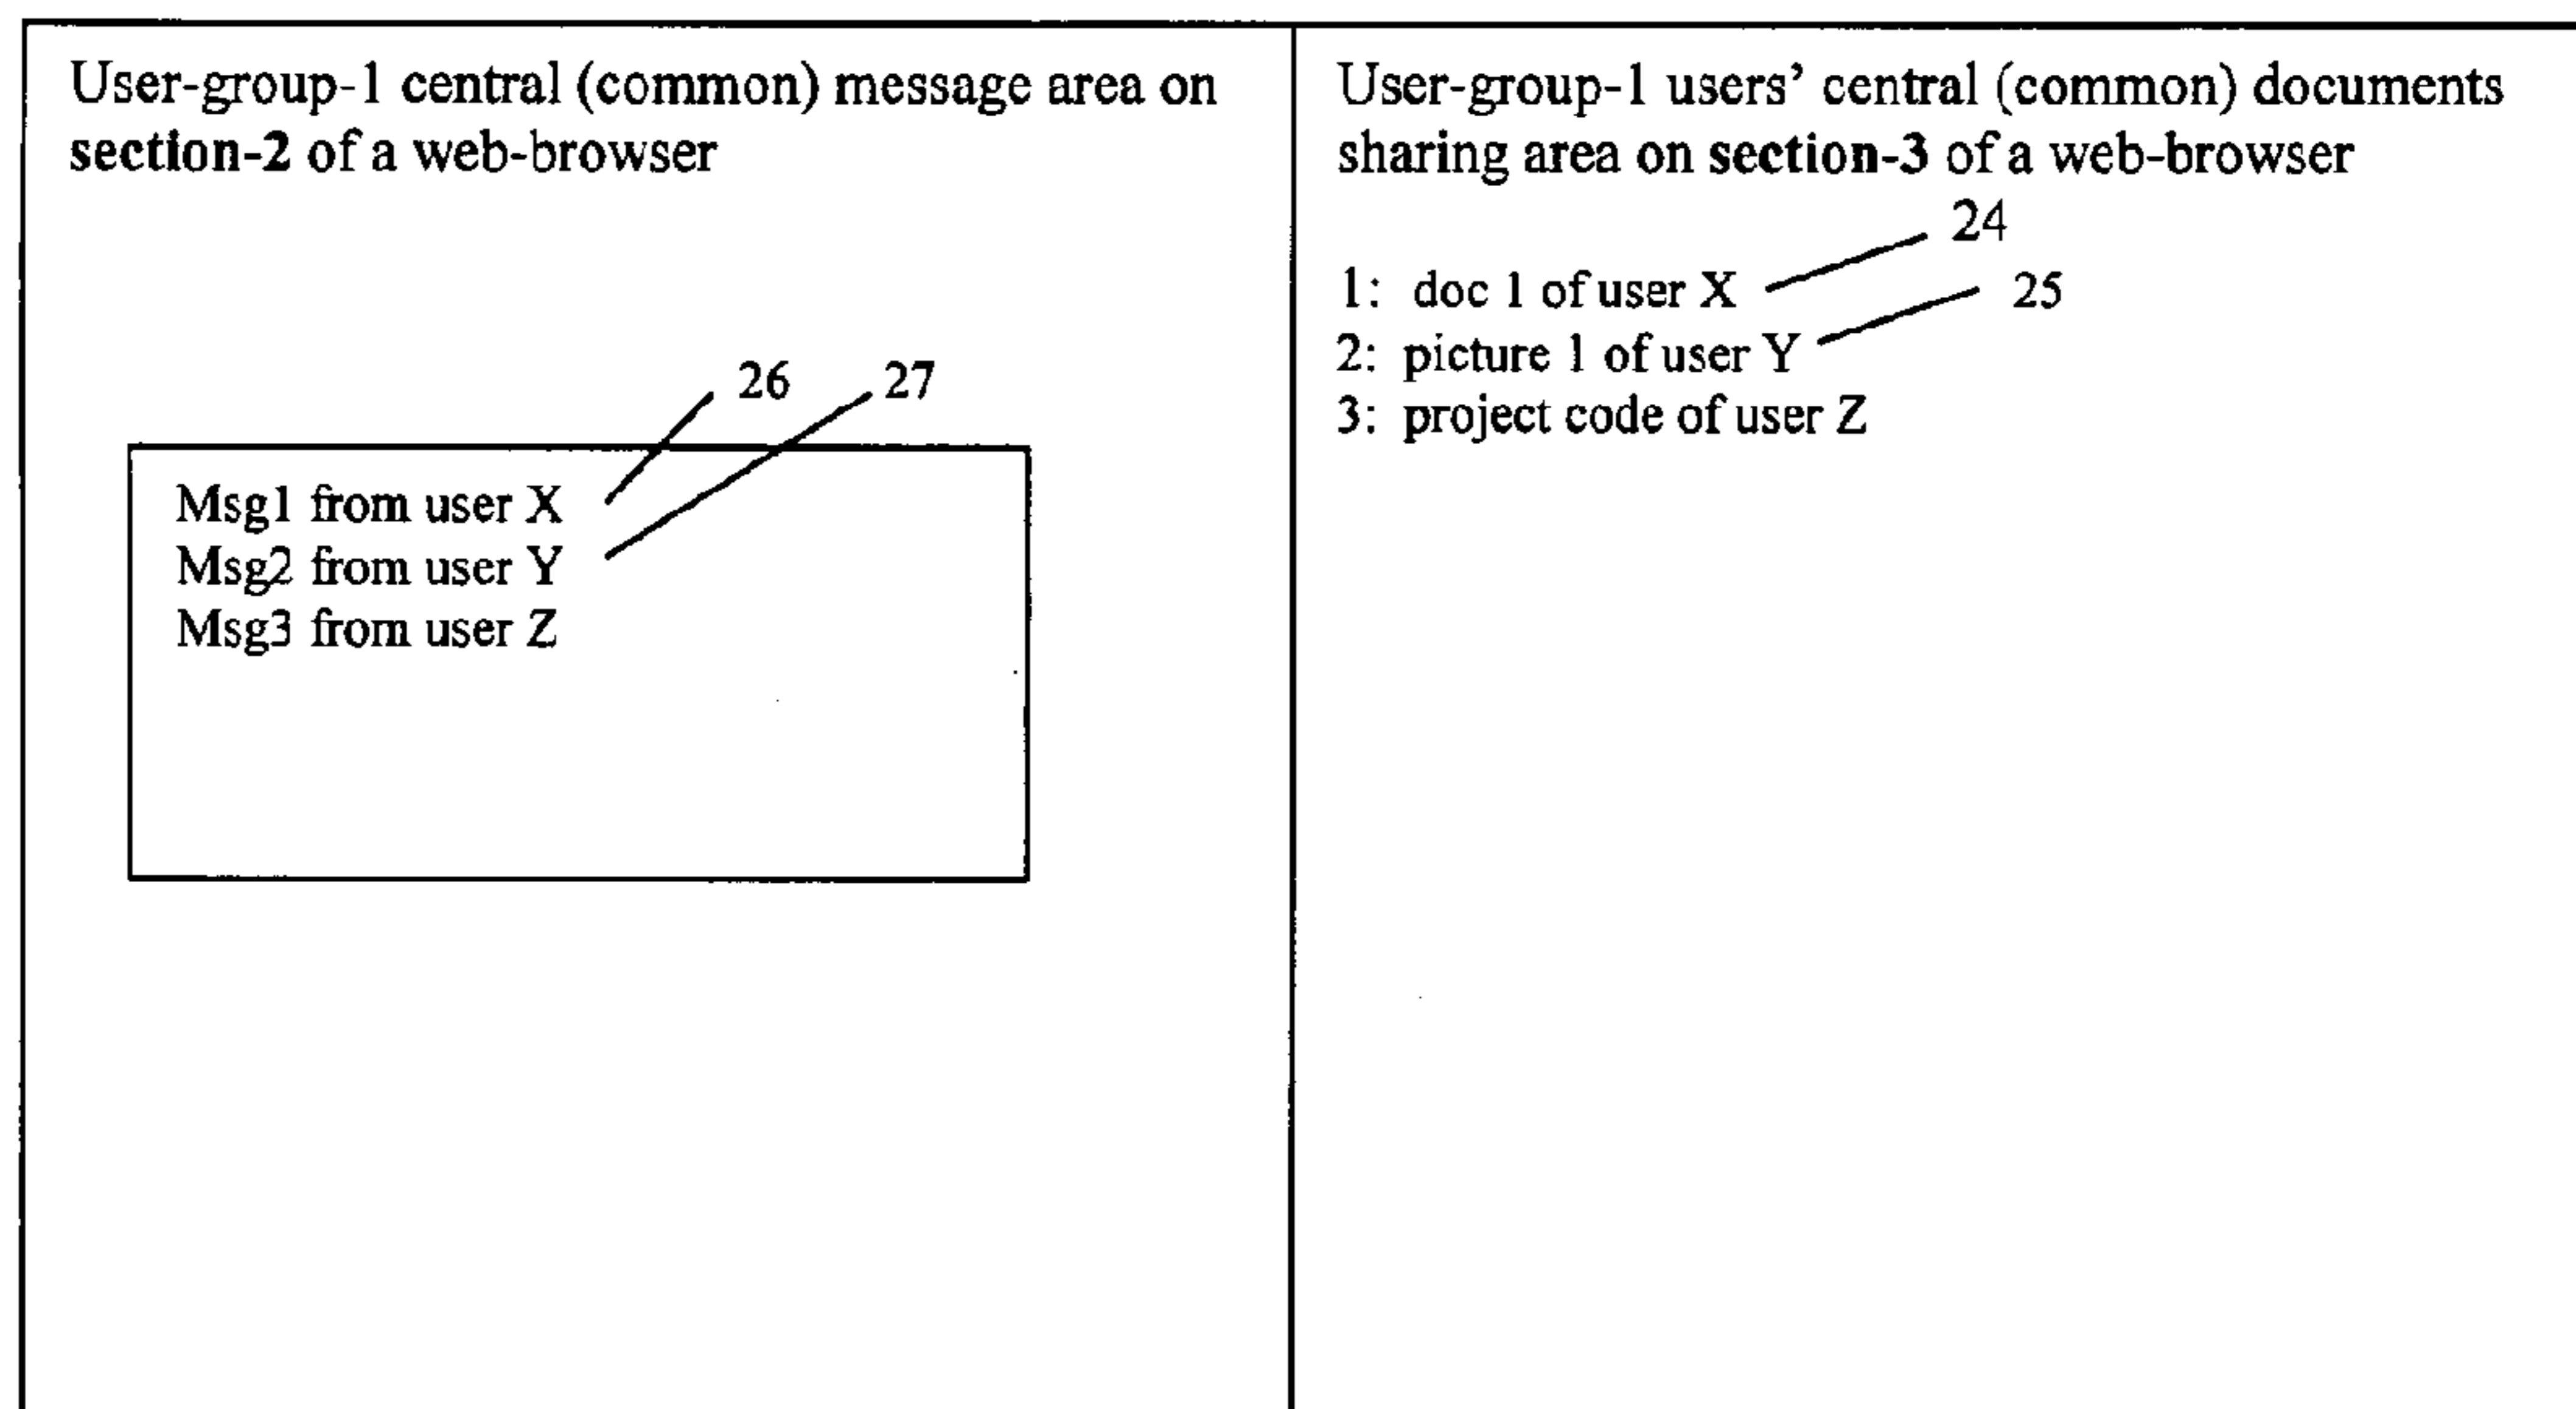 User-group-1 central (common) message area on
section-2 of a web-browser
26
27
Msg1 from user X
Msg2 from user Y
Msg3 from user Z
User-group-1 users' central (common) documents
sharing area on section-3 of a web-browser
24
1: doc 1 of user X
25
2: picture 1 of user Y
3: project code of user Z